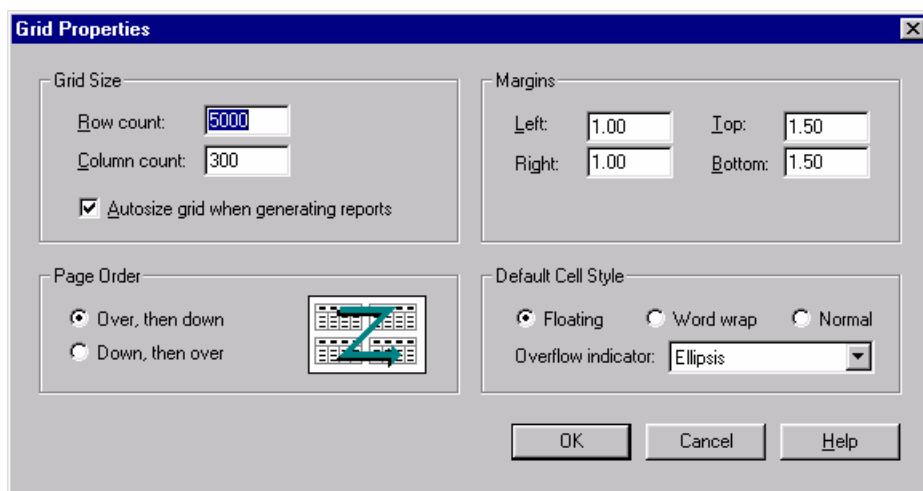 Grid Properties
Grid Size
Row count: 5000
Column count: 300
Autosize grid when generating reports
Margins
Left: 1.00 Top: 1.50
Right: 1.00 Bottom: 1.50
Page Order
Over, then down
Down, then over
Default Cell Style
Floating Word wrap Normal
Overflow indicator: Ellipsis
OK Cancel Help